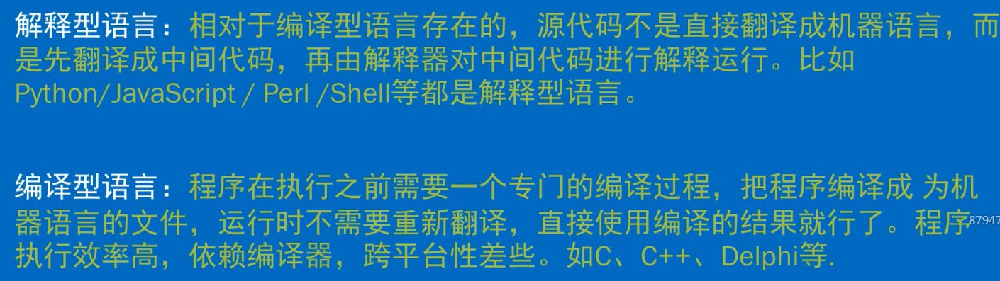 解释型语言：相对于编译型语言存在的，源代码不是直接翻译成机器语言，而
是先翻译成中间代码，再由解释器对中间代码进行解释运行。比如
Python/JavaScript / Perl /Shell等都是解释型语言。
编译型语言：程序在执行之前需要一个专门的编译过程，把程序编译成 为机
器语言的文件，运行时不需要重新翻译，直接使用编译的结果就行了。程序
87947
执行效率高，依赖编译器，跨平台性差些。如C、C++、Delphi等.